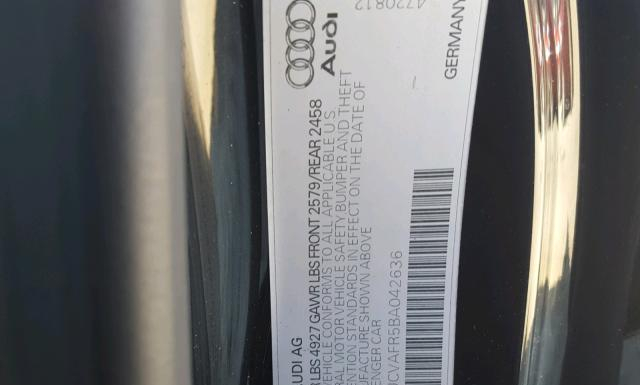 Audi
4720812
GERMANY
AUDI AG
LBS 4927 GAWR LBS FRONT 2579/REAR 2458
VEHICLE CONFORMS TO ALL APPLICABLE U S
MOTOR VEHICLE SAFETY BUMPER AND THEFT
STANDARDS IN EFFECT ON THE DATE OF
SHOWN ABOVE
CAR
CVAFR5BA042636